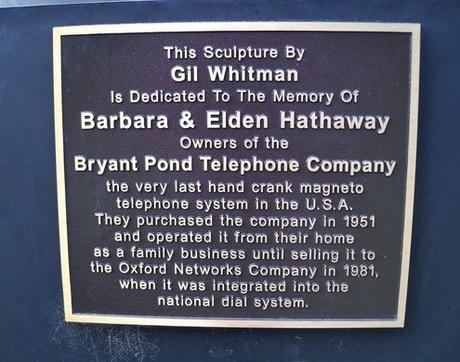 This Sculpture By
Gil Whitman
Is Dedicated To The Memory Of
Barbara & Elden Hathaway
Owners of the
Bryant Pond Telephone Company
the very last hand crank magneto
telephone system in the U.S.A.
They purchased the company in 1951
and operated it from their home
as a family business until selling it to
the Oxford Networks Company in 1981,
when it was integrated into the
national dial system.